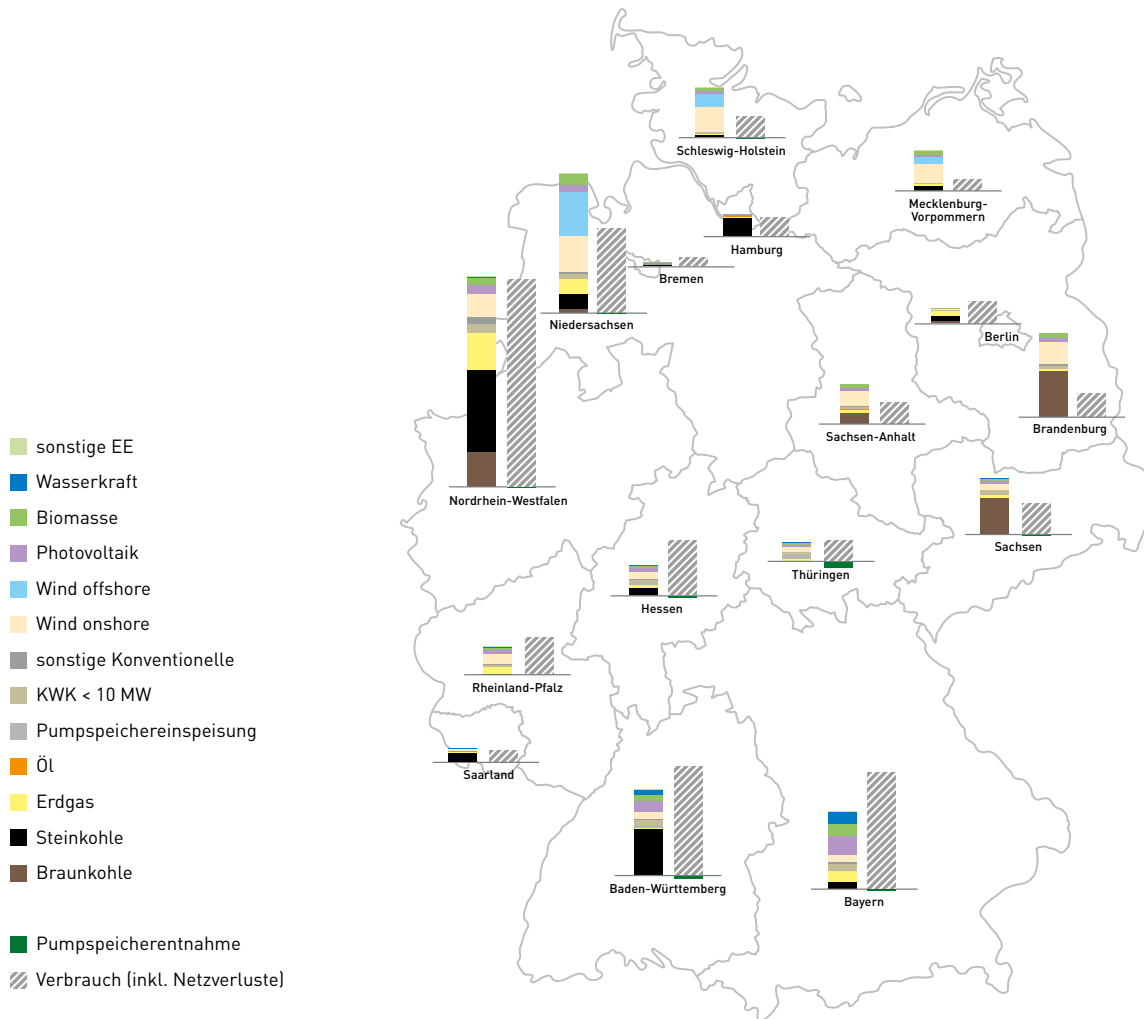 Schleswig-Holstein
Mecklenburg-
Vorpommern
Hamburg
Bremen
Niedersachsen
Berlin
Brandenburg
Sachsen-Anhalt
Nordrhein-Westfalen
Sachsen
Thüringen
Hessen
Rheinland-Pfalz
Saarland
Baden-Württemberg
Bayern
sonstige EE
Wasserkraft
Biomasse
Photovoltaik
Wind offshore
Wind onshore
sonstige Konventionelle
KWK < 10 MW
Pumpspeichereinspeisung
Öl
Erdgas
Steinkohle
Braunkohle
Pumpspeicherentnahme
Verbrauch (inkl. Netzverluste)